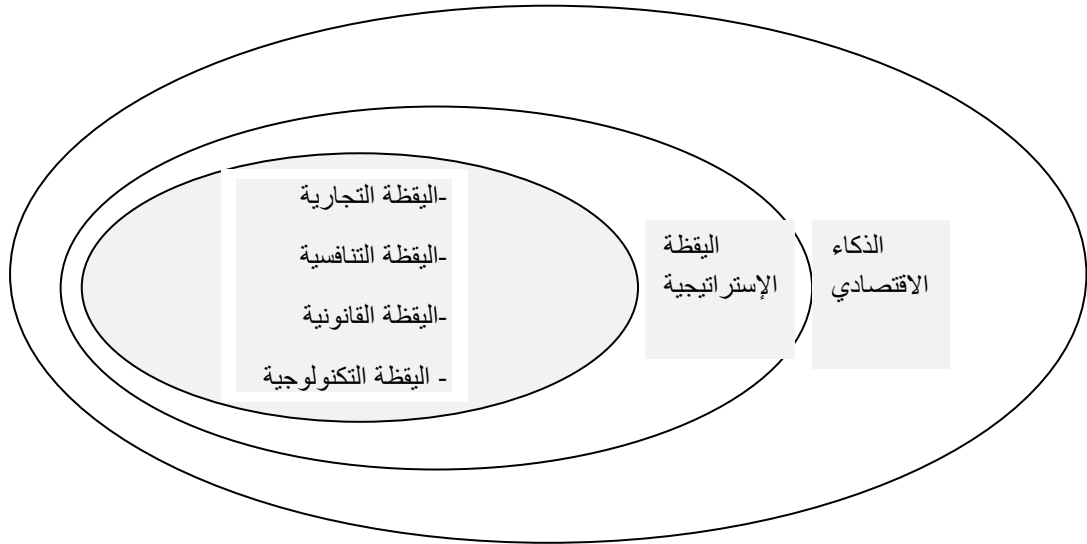 -اليقظة التجارية
-اليقظة التنافسية
-اليقظة القانونية
- اليقظة التكنولوجية
اليقظة
الإستراتيجية
الذكاء
الاقتصادي